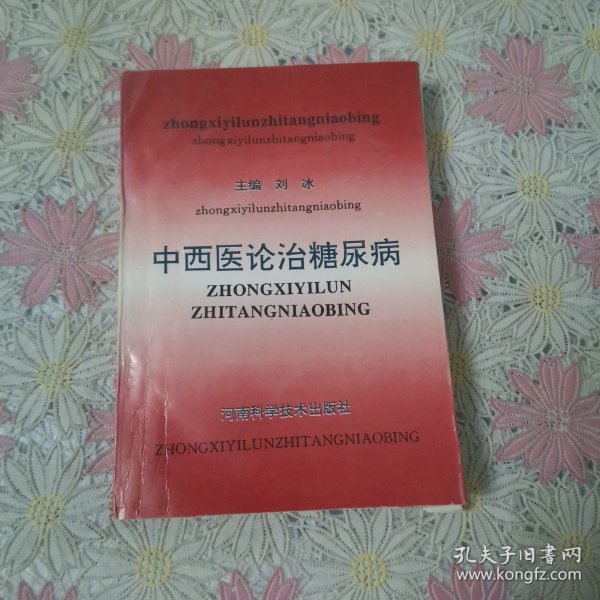 zhongxiyilunzhitangniaobing
zhongxiyilunzhitangniaobing
主编 刘 冰
zhongxiyilunzhitangniaobing
中西医论治糖尿病
ZHONGXIYILUN
ZHITANGNIAOBING
河南科学技术出版社
ZHONGXIYILUNZHITANGNIAOBING
孔夫子旧书网
www.kongfz.com